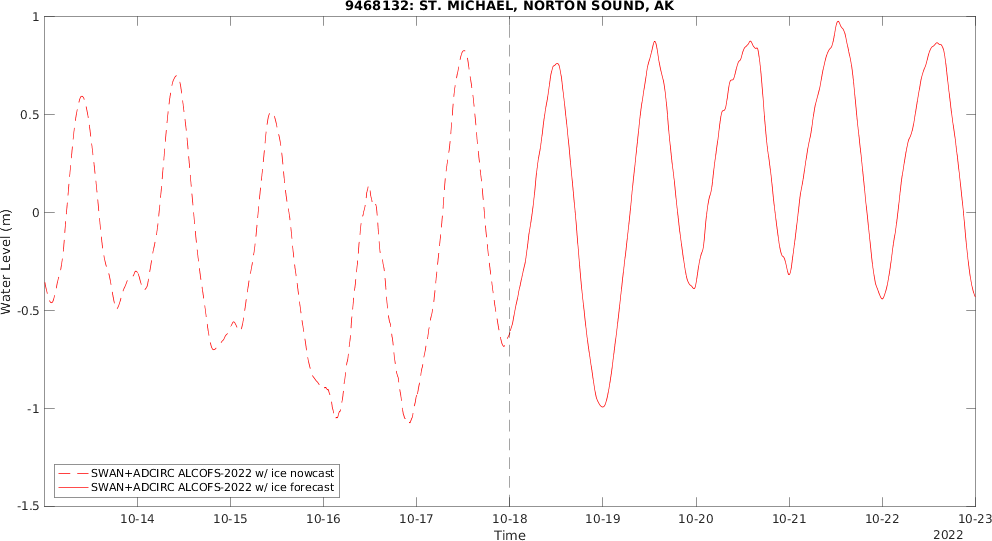 9468132: ST. MICHAEL, NORTON SOUND, AK
Water Level (m)
1
0.5
0
-0.5
-1
-1.5
SWAN+ADCIRC ALCOFS-2022 w/ ice nowcast
SWAN+ADCIRC ALCOFS-2022 w/ ice forecast
10-14 10-15 10-16 10-17 10-18 10-19 10-20 10-21 10-22 10-23
Time
2022